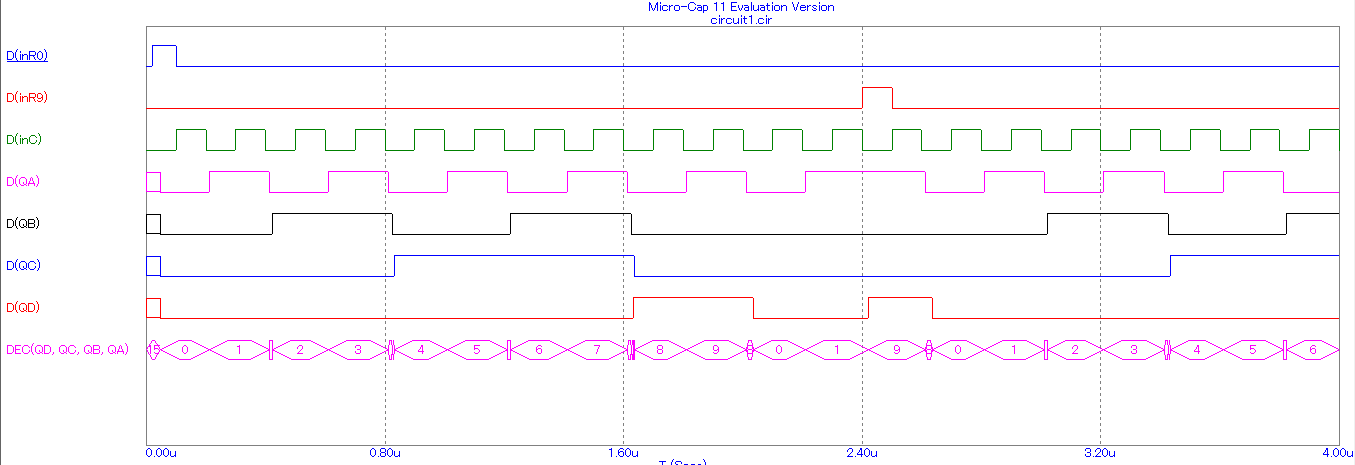 Micro-Cap 11 Evaluation Version
circuit1.cir
D(inR0)
D(inR9)
D(inC)
D(QA)
D(QB)
D(QC)
D(QD)
DEC(QD, QC, QB, QA) 15 0 1 2 3 4 5 6 7 8 9 0 1 9 0 1 2 3 4 5 6
0.00u 0.80u 1.60u 2.40u 3.20u 4.00u
T (Secs)